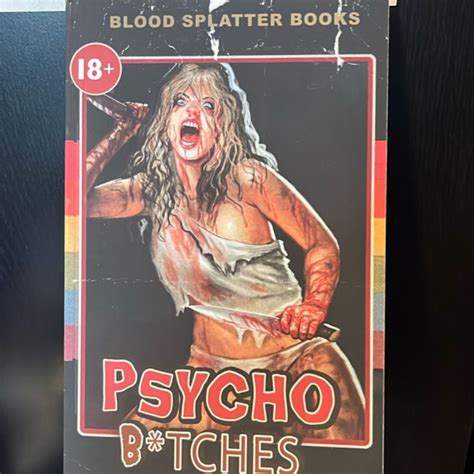 BLOOD SPLATTER BOOKS
18+
PSYCHO
B*TCHES